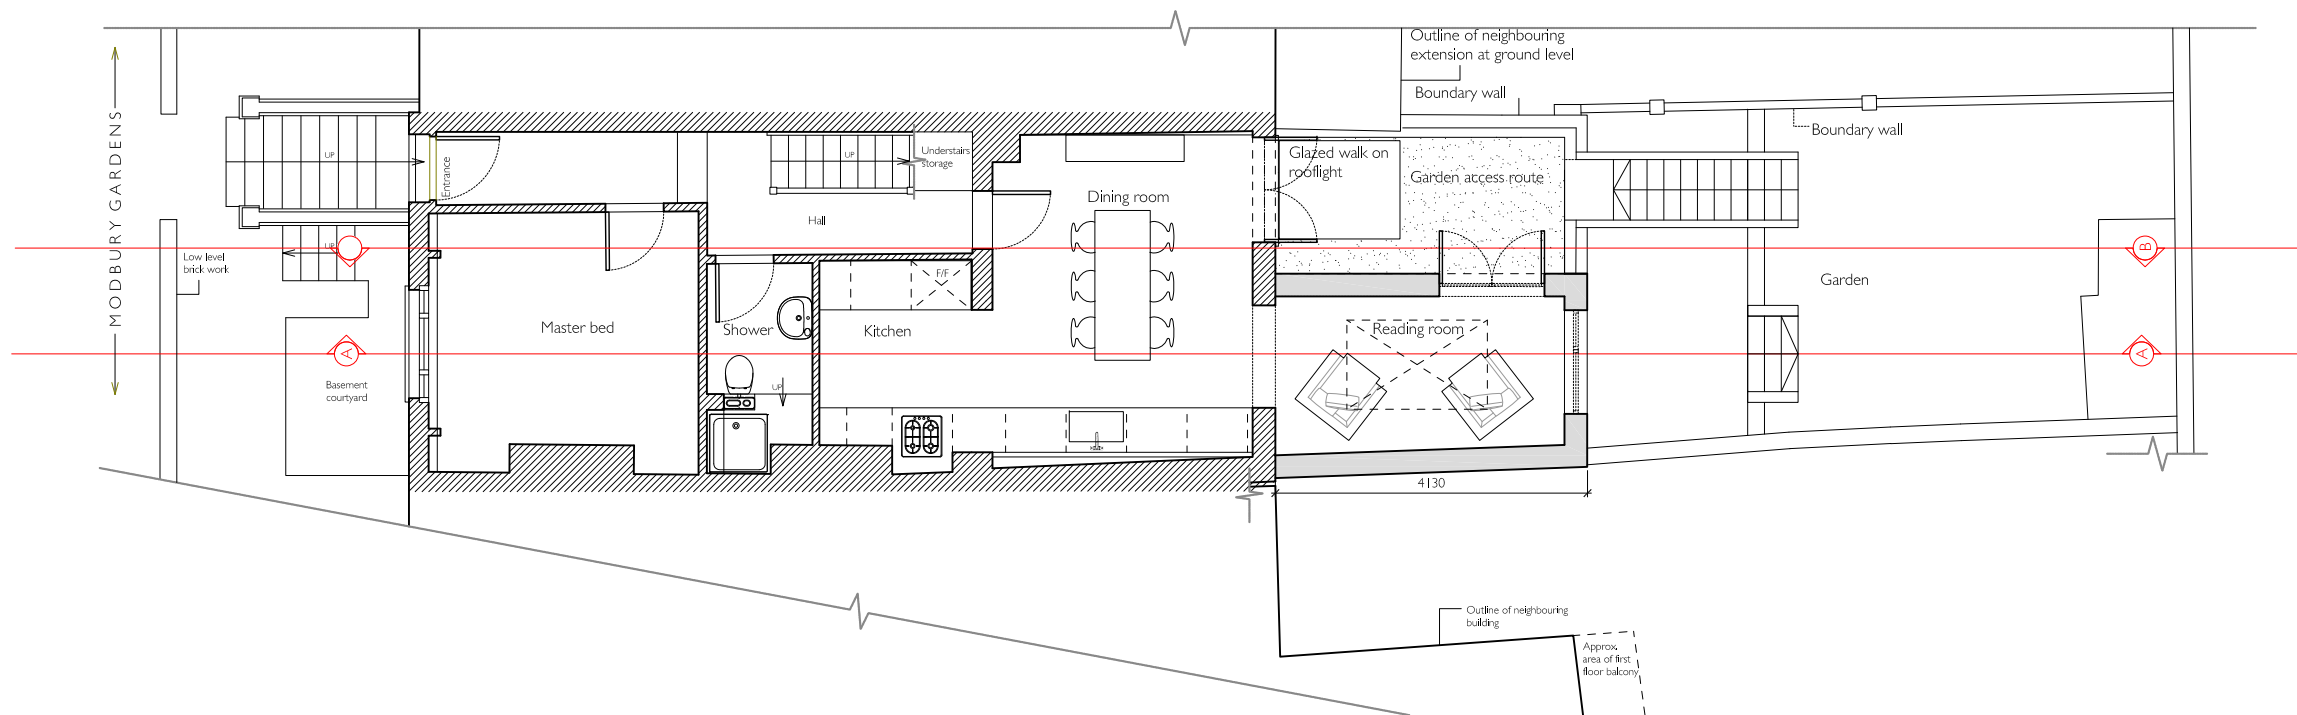 MODBURY GARDENS
Outline of neighbouring
extension at ground level
Boundary wall
Boundary wall
UP
Entrance
UP
Understairs
storage
Glazed walk on
rooflight
Garden access route
Dining room
Hall
UP
Low level
brick work
B
Garden
F/F
Master bed
Shower
Kitchen
Reading room
A
A
Basement
courtyard
UP
4130
Outline of neighbouring
building
Approx.
area of first
floor balcony